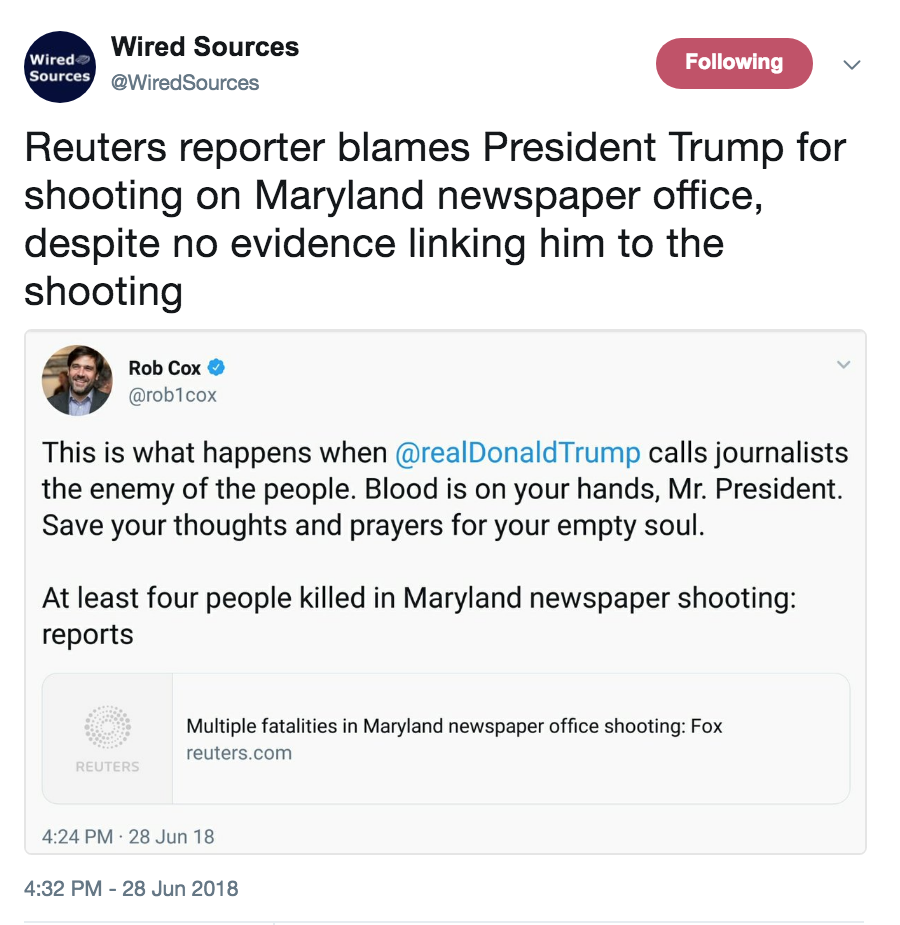 Wired
Sources
Wired Sources
@WiredSources
Following
Reuters reporter blames President Trump for
shooting on Maryland newspaper office,
despite no evidence linking him to the
shooting
Rob Cox
@rob1cox
This is what happens when @realDonaldTrump calls journalists
the enemy of the people. Blood is on your hands, Mr. President.
Save your thoughts and prayers for your empty soul.
At least four people killed in Maryland newspaper shooting:
reports
REUTERS
Multiple fatalities in Maryland newspaper office shooting: Fox
reuters.com
4:24 PM · 28 Jun 18
4:32 PM - 28 Jun 2018